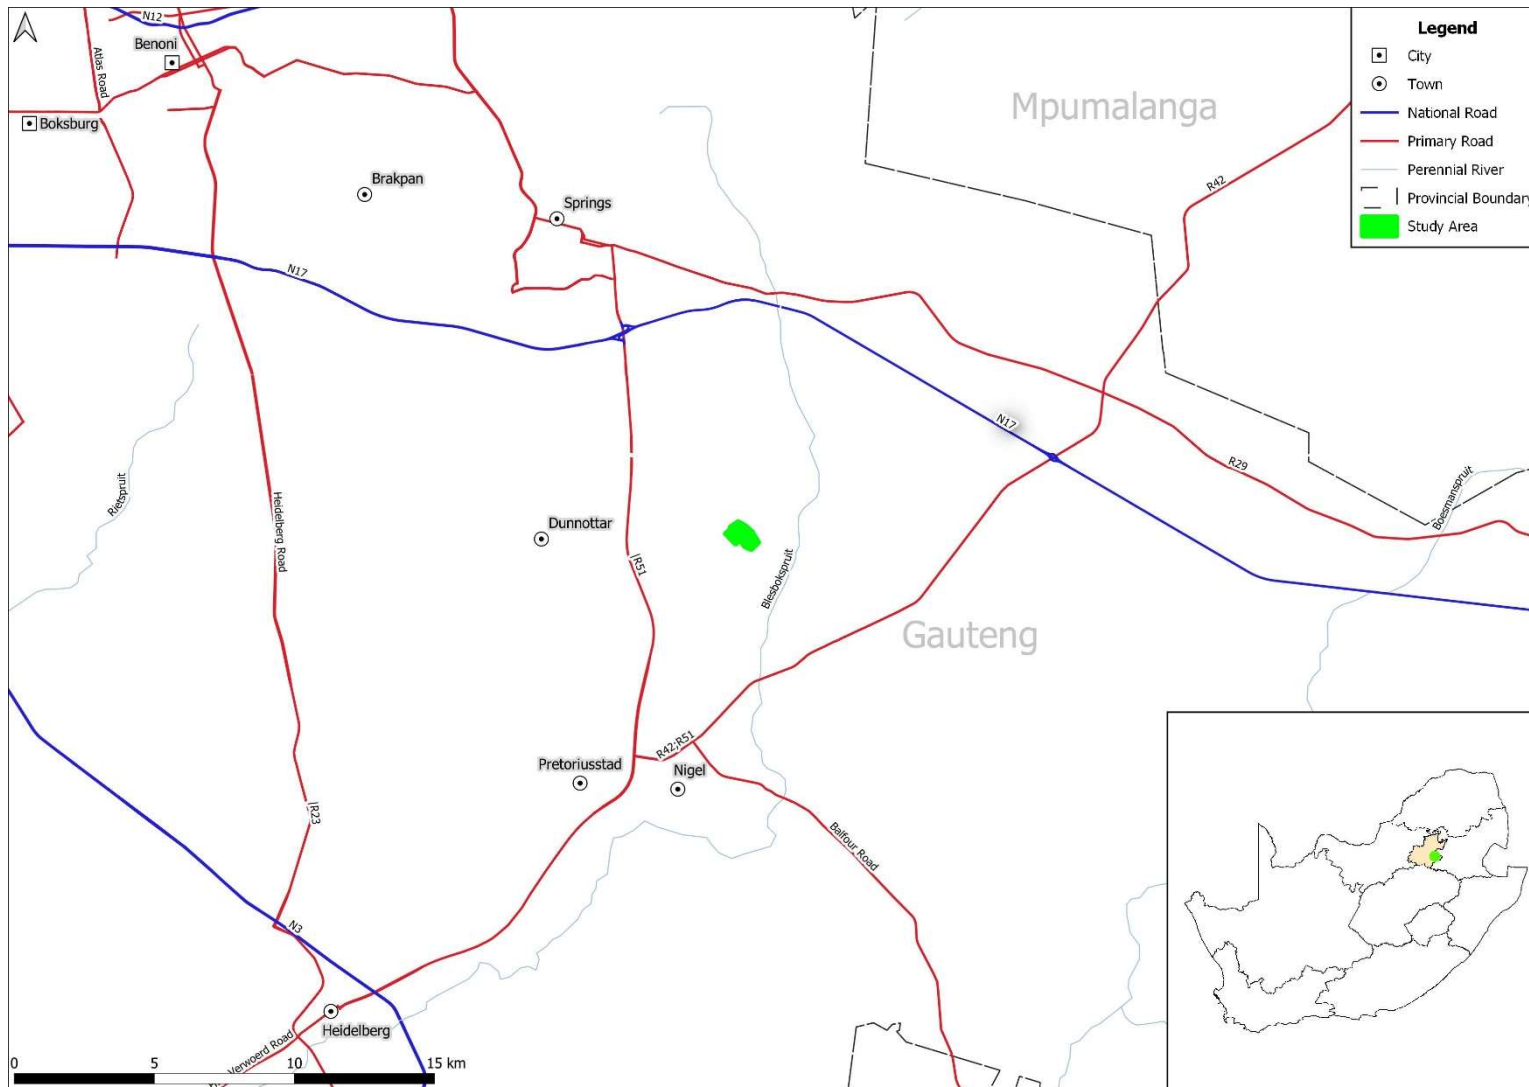 N12
Benoni
Atlas Road
Boksburg
Brakpan
Springs
N17
Mpumalanga
R42
Legend
City
Town
National Road
Primary Road
Perennial River
Provincial Boundary
Study Area
N17
R29
Boesmanspruit
Rietspruit
Heidelberg Road
Dunnottar
R51
Blesbokspruit
Gauteng
Pretoriusstad
R42;R51
Nigel
R23
Balfour Road
N3
Heidelberg
Verwoerd Road
0 5 10 15 km